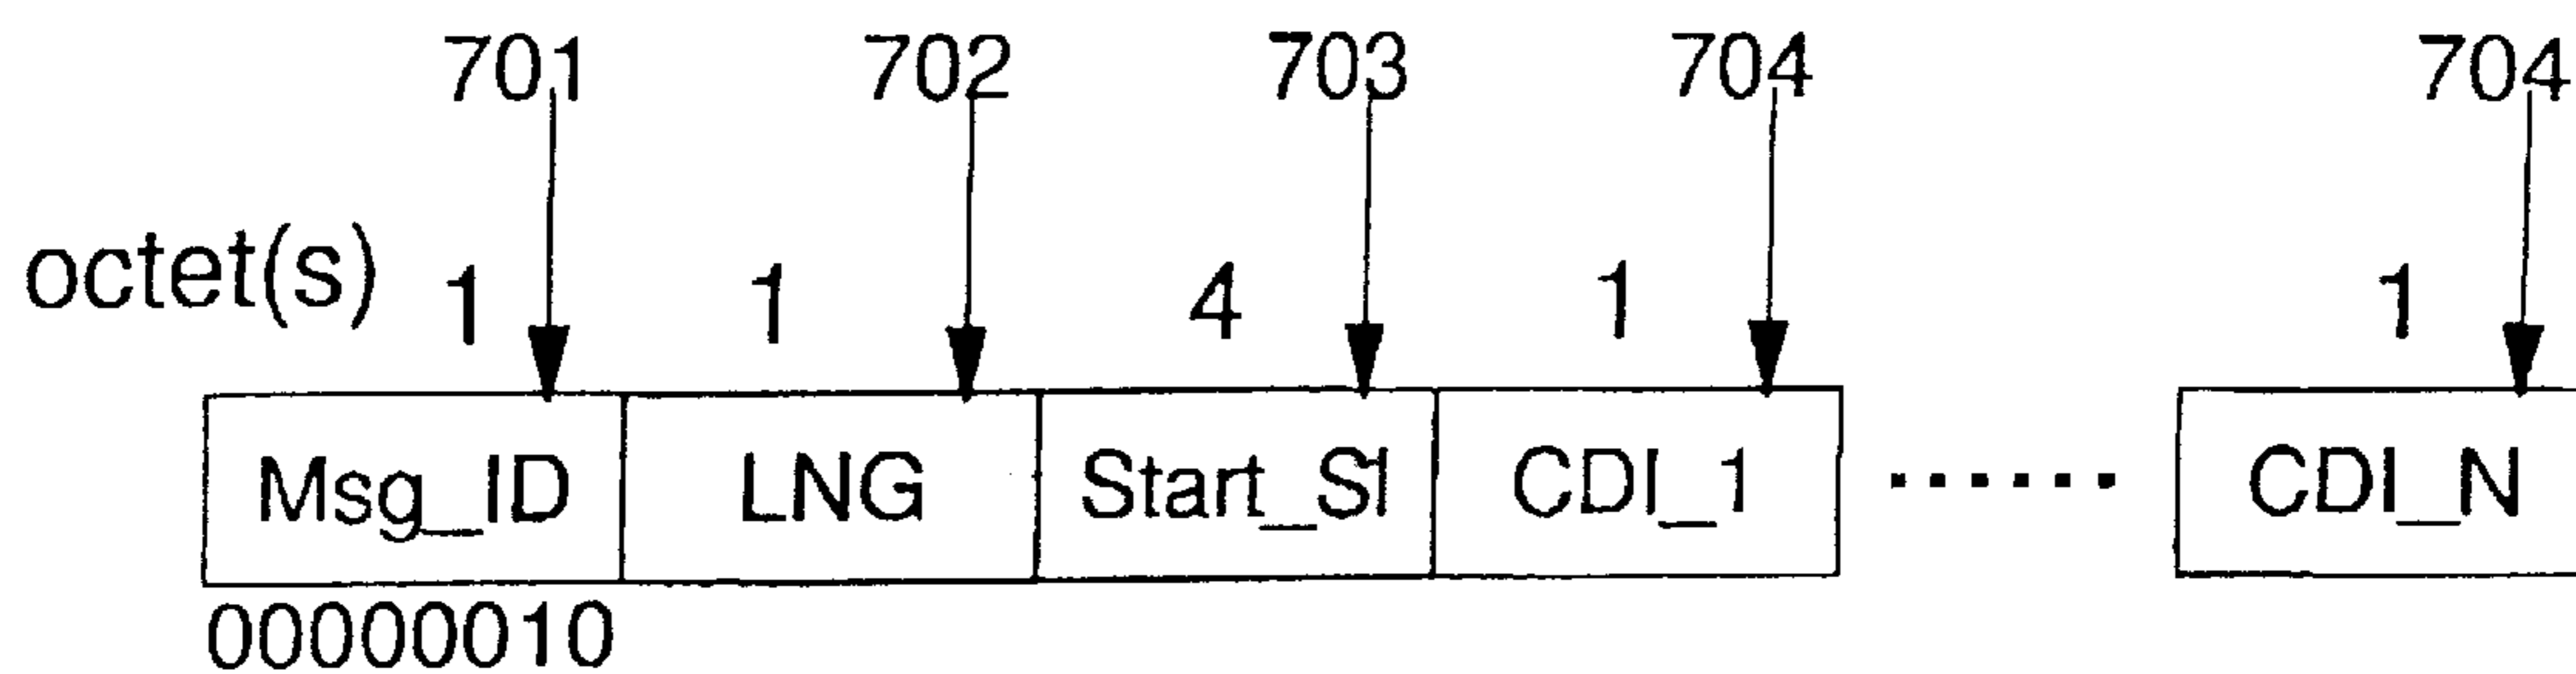 701 702 703 704 704
octet(s) 1 1 4 1 1
Msg_ID LNG Start_SI CDI_1 ...... CDI_N
00000010